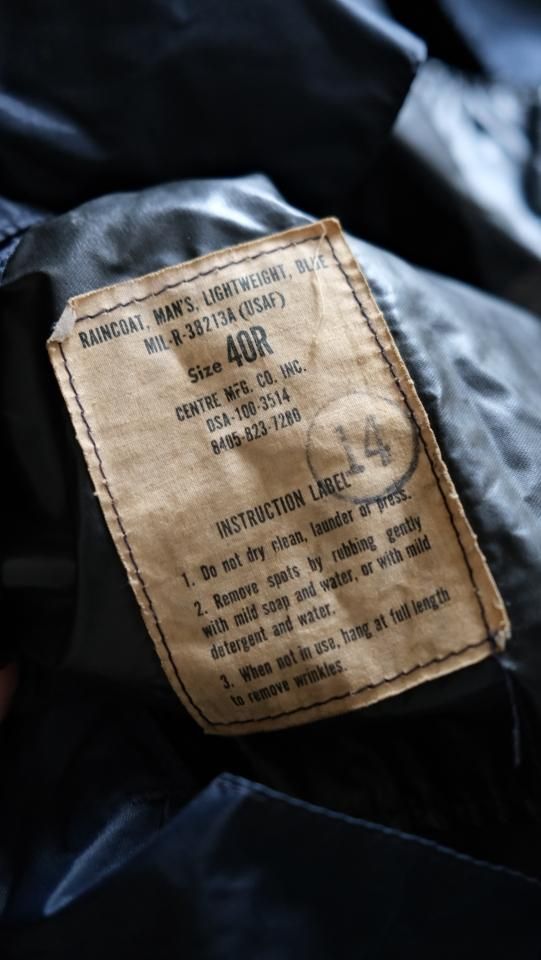 RAINCOAT, MAN'S, LIGHTWEIGHT, BLUE
MIL-R-38213A (USAF)
Size 40R
CENTRE MFG. CO. INC.
DSA-100-3514
8405-823-7280
14
INSTRUCTION LABEL
1. Do not dry clean, launder or press.
2. Remove spots by rubbing gently
with mild soap and water, or with mild
detergent and water.
3. When not in use, hang at full length
to remove wrinkles.